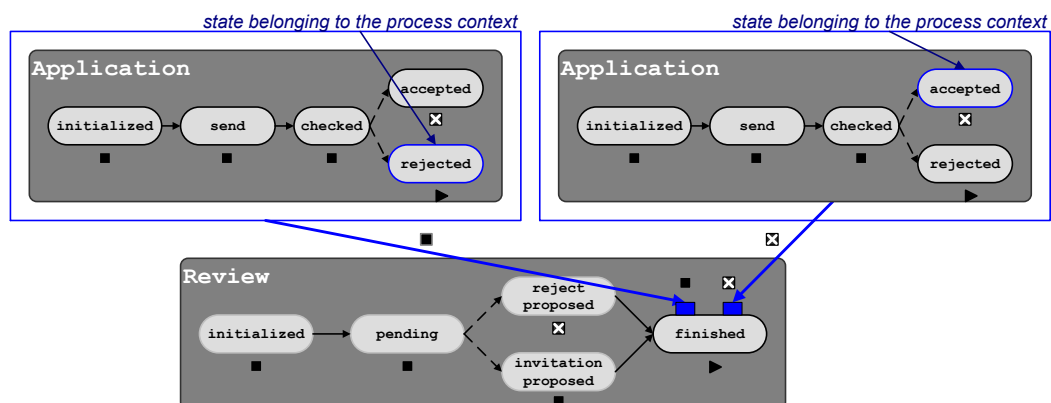 state belonging to the process context
state belonging to the process context
Application
accepted
initialized
send
checked
rejected
Application
accepted
initialized
send
checked
rejected
Review
reject
proposed
initialized
pending
finished
invitation
proposed